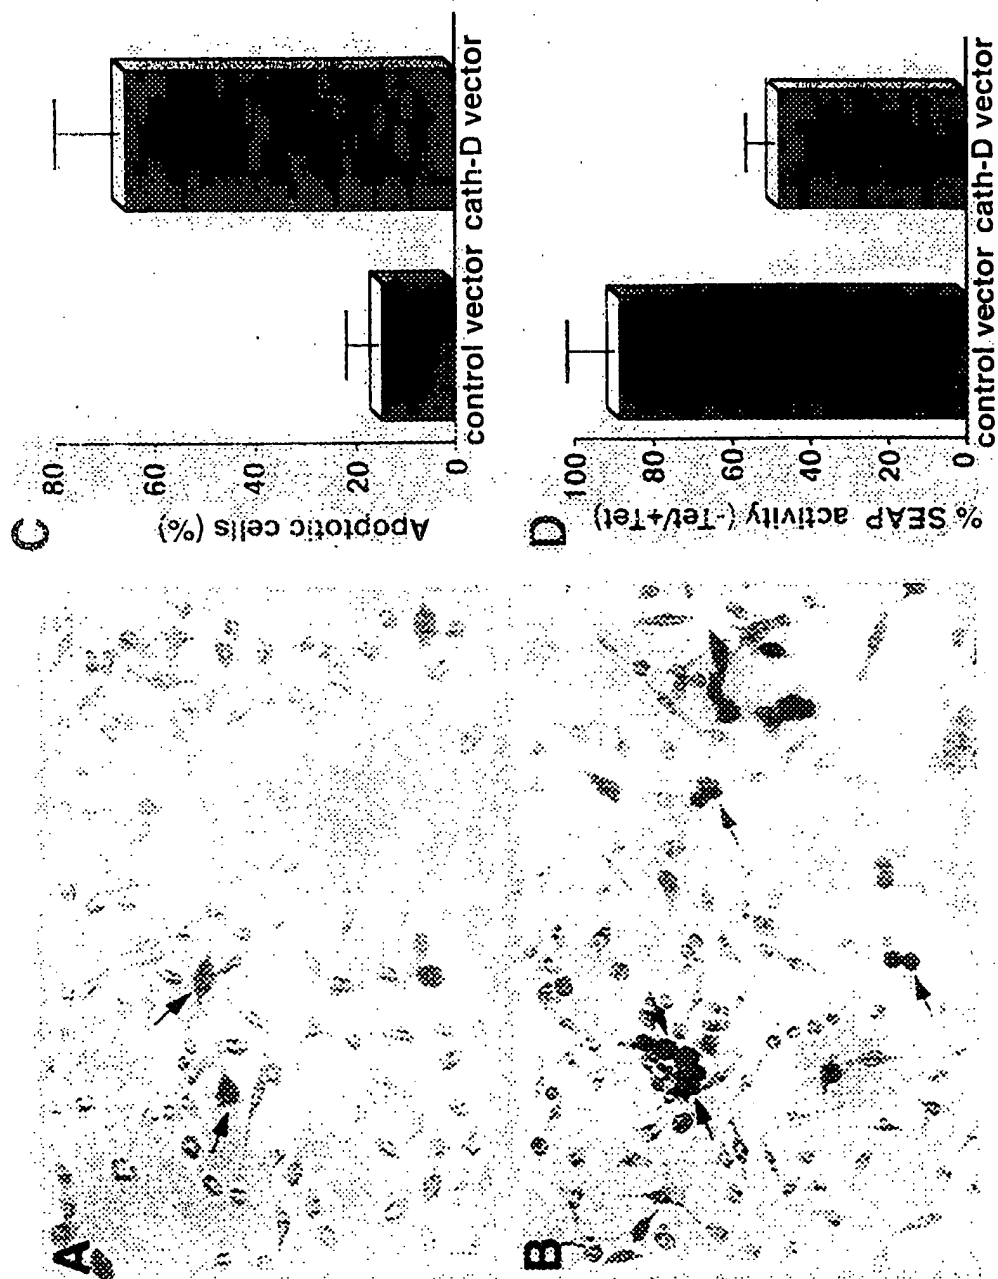 A
B
C
Apoptotic cells (%)
80
60
40
20
0
control vector cath-D vector
D
% SEAP activity (-Tet/+Tet)
100
80
60
40
20
0
control vector cath-D vector